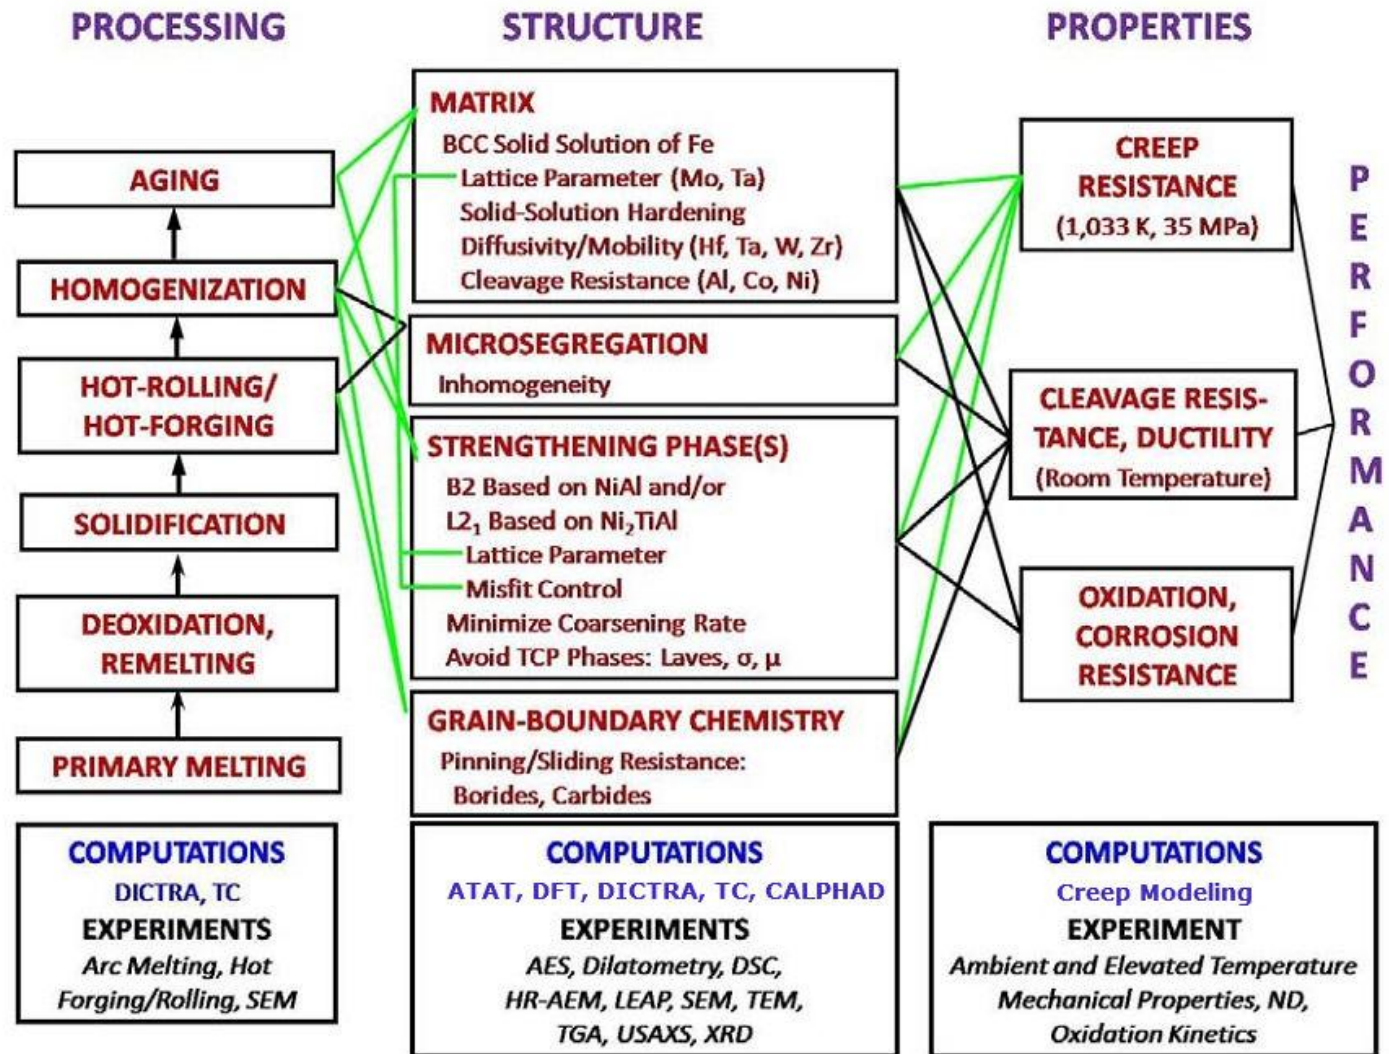 PROCESSING
STRUCTURE
PROPERTIES
AGING
HOMOGENIZATION
HOT-ROLLING/
HOT-FORGING
SOLIDIFICATION
DEOXIDATION,
REMELTING
PRIMARY MELTING
COMPUTATIONS
DICTRA, TC
EXPERIMENTS
Arc Melting, Hot
Forging/Rolling, SEM
MATRIX
BCC Solid Solution of Fe
Lattice Parameter (Mo, Ta)
Solid-Solution Hardening
Diffusivity/Mobility (Hf, Ta, W, Zr)
Cleavage Resistance (Al, Co, Ni)
MICROSEGREGATION
Inhomogeneity
STRENGTHENING PHASE(S)
B2 Based on NiAl and/or
L2₁ Based on Ni₂TiAl
Lattice Parameter
Misfit Control
Minimize Coarsening Rate
Avoid TCP Phases: Laves, σ, μ
GRAIN-BOUNDARY CHEMISTRY
Pinning/Sliding Resistance:
Borides, Carbides
COMPUTATIONS
ATAT, DFT, DICTRA, TC, CALPHAD
EXPERIMENTS
AES, Dilatometry, DSC,
HR-AEM, LEAP, SEM, TEM,
TGA, USAXS, XRD
CREEP
RESISTANCE
(1,033 K, 35 MPa)
CLEAVAGE RESIS-
TANCE, DUCTILITY
(Room Temperature)
OXIDATION,
CORROSION
RESISTANCE
COMPUTATIONS
Creep Modeling
EXPERIMENT
Ambient and Elevated Temperature
Mechanical Properties, ND,
Oxidation Kinetics
PERFORMANCE